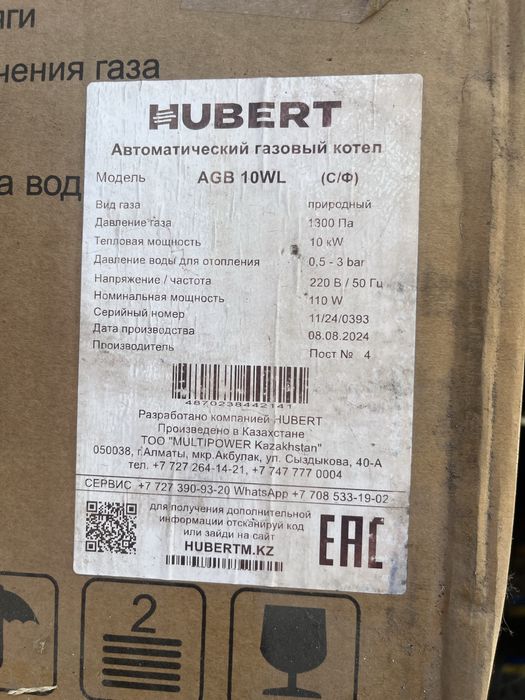 яги
чения газа
а вод
HUBERT
Автоматический газовый котел
Модель AGB 10WL (С/Ф)
Вид газа природный
Давление газа 1300 Па
Тепловая мощность 10 kW
Давление воды для отопления 0,5 - 3 bar
Напряжение / частота 220 В / 50 Гц
Номинальная мощность 110 W
Серийный номер 11/24/0393
Дата производства 08.08.2024
Производитель Пост № 4
4870238442141
Разработано компанией HUBERT
Произведено в Казахстане
ТОО "MULTIPOWER Kazakhstan"
050038, г.Алматы, мкр.Акбулак, ул. Сыздыкова, 40-А
тел. +7 727 264-14-21, +7 747 777 0004
СЕРВИС +7 727 390-93-20 WhatsApp +7 708 533-19-02
для получения дополнительной
информации отсканируй код
или зайди на сайт
HUBERTM.KZ
EAC
2